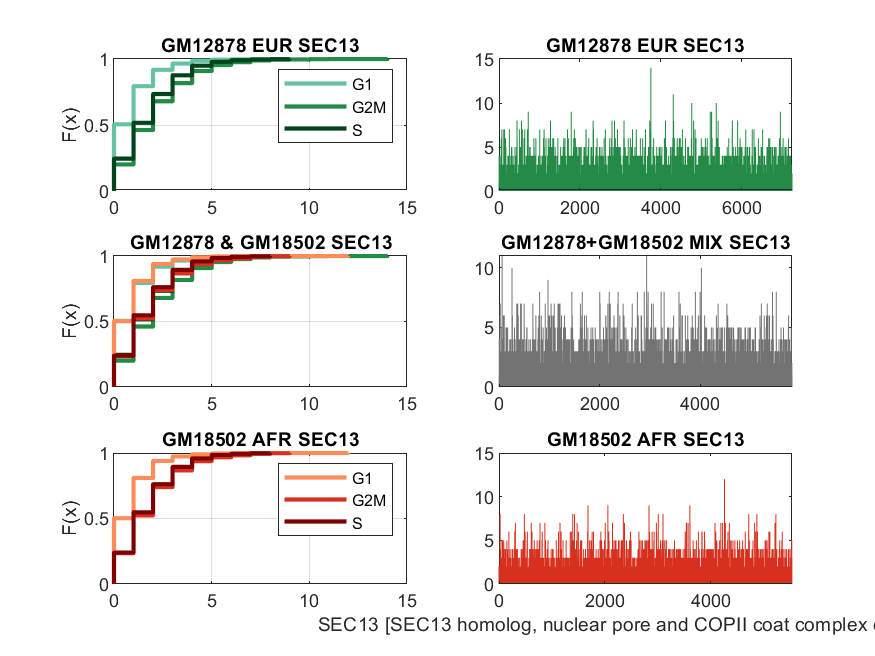 GM12878 EUR SEC13
1
0.5
0
F(x)
0
5
10
15
G1
G2M
S
GM12878 EUR SEC13
15
10
5
0
0
2000
4000
6000
GM12878 & GM18502 SEC13
1
0.5
0
F(x)
0
5
10
15
GM12878+GM18502 MIX SEC13
10
5
0
0
2000
4000
GM18502 AFR SEC13
1
0.5
0
F(x)
0
5
10
15
G1
G2M
S
GM18502 AFR SEC13
15
10
5
0
0
2000
4000
SEC13 [SEC13 homolog, nuclear pore and COPII coat complex